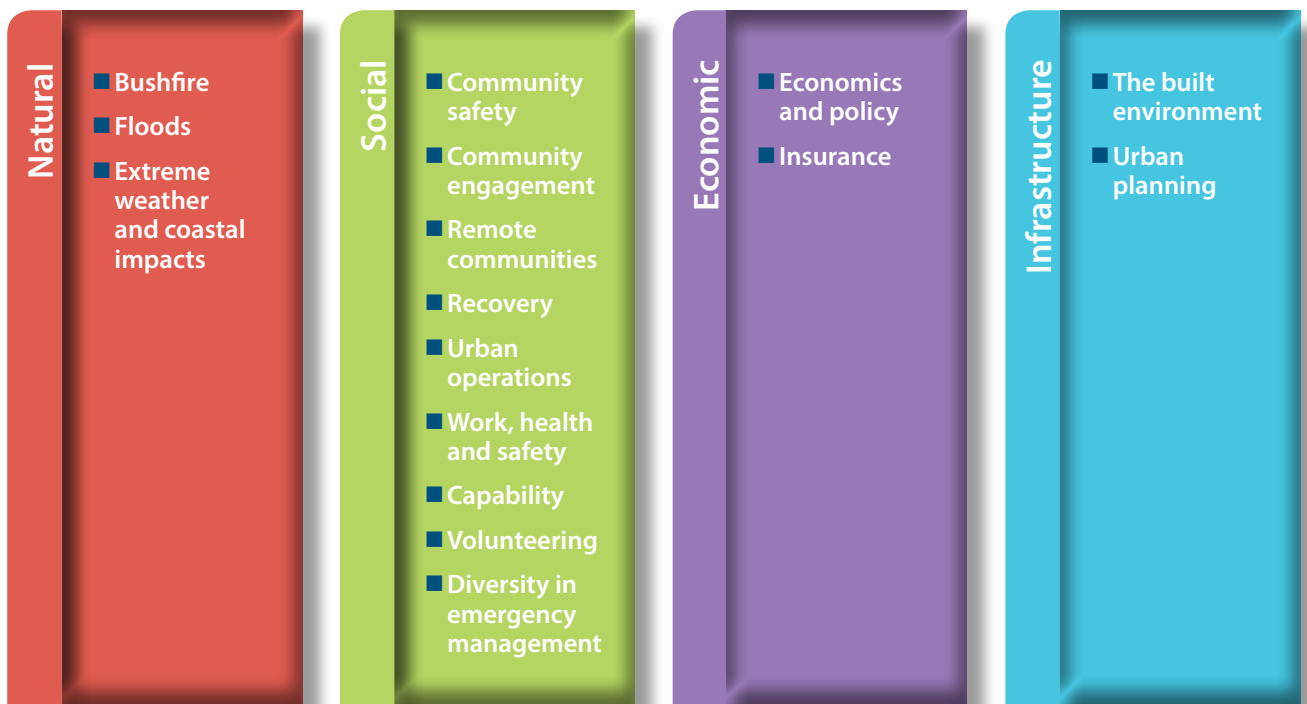 Natural
Bushfire
Floods
Extreme
weather
and coastal
impacts
Social
Community
safety
Community
engagement
Remote
communities
Recovery
Urban
operations
Work, health
and safety
Capability
Volunteering
Diversity in
emergency
management
Economic
Economics
and policy
Insurance
Infrastructure
The built
environment
Urban
planning